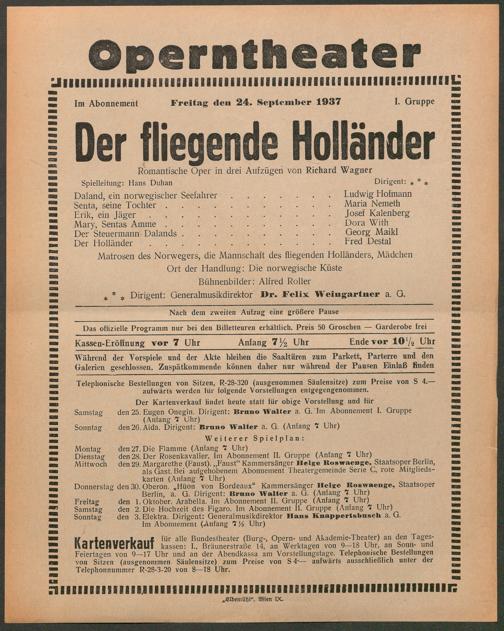 Operntheater
Im Abonnement Freitag den 24. September 1937 I. Gruppe
Der fliegende Holländer
Romantische Oper in drei Aufzügen von Richard Wagner
Spielleitung: Hans Duhan Dirigent: * * *
Daland, ein norwegischer Seefahrer . . . . . . Ludwig Hofmann
Senta, seine Tochter . . . . . . . . Maria Nemeth
Erik, ein Jäger . . . . . . . . . Josef Kalenberg
Mary, Sentas Amme . . . . . . . . Dora With
Der Steuermann Dalands . . . . . . . Georg Maikl
Der Holländer . . . . . . . . . Fred Destal
Matrosen des Norwegers, die Mannschaft des fliegenden Holländers, Mädchen
Ort der Handlung: Die norwegische Küste
Bühnenbilder: Alfred Roller
* * * Dirigent: Generalmusikdirektor Dr. Felix Weingartner a. G.
Nach dem zweiten Aufzug eine größere Pause
Das offizielle Programm nur bei den Billetteuren erhältlich. Preis 50 Groschen — Garderobe frei
Kassen-Eröffnung vor 7 Uhr Anfang 7½ Uhr Ende vor 10½ Uhr
Während der Vorspiele und der Akte bleiben die Saaltüren zum Parkett, Parterre und den
Galerien geschlossen. Zuspätkommende können daher nur während der Pausen Einlaß finden
Telephonische Bestellungen von Sitzen, R-28-320 (ausgenommen Säulensitze) zum Preise von S 4.—
aufwärts werden für folgende Vorstellungen entgegengenommen.
Der Kartenverkauf findet heute statt für obige Vorstellung und für
Samstag den 25. Eugen Onegin. Dirigent: Bruno Walter a. G. Im Abonnement I. Gruppe
(Anfang 7 Uhr)
Sonntag den 26. Aida. Dirigent: Bruno Walter a. G. (Anfang 7 Uhr)
Weiterer Spielplan:
Montag den 27. Die Flamme (Anfang 7 Uhr)
Dienstag den 28. Der Rosenkavalier. Im Abonnement II. Gruppe (Anfang 7 Uhr)
Mittwoch den 29. Margarethe (Faust). „Faust“ Kammersänger Helge Roswaenge, Staatsoper Berlin,
als Gast. Bei aufgehobenem Abonnement Theatergemeinde Serie C, rote Mitglieds-
karten (Anfang 7 Uhr)
Donnerstag den 30. Oberon. „Hüon von Bordeaux“ Kammersänger Helge Roswaenge, Staatsoper
Berlin, a. G. Dirigent: Bruno Walter a. G. (Anfang 7 Uhr)
Freitag den 1. Oktober. Arabella. Im Abonnement II. Gruppe (Anfang 7 Uhr)
Samstag den 2. Die Hochzeit des Figaro. Im Abonnement II. Gruppe (Anfang 7 Uhr)
Sonntag den 3. Elektra. Dirigent: Generalmusikdirektor Hans Knappertsbusch a. G.
Im Abonnement (Anfang 7½ Uhr)
Kartenverkauf für alle Bundestheater (Burg-, Opern- und Akademie-Theater) an den Tages-
kassen: I., Bräunerstraße 14, an Werktagen von 9—18 Uhr, an Sonn- und
Feiertagen von 9—17 Uhr und an der Abendkassa am Vorstellungstage. Telephonische Bestellungen
von Sitzen (ausgenommen Säulensitze) zum Preise von S 4·— aufwärts ausschließlich unter der
Telephonnummer R-28-3-20 von 8—18 Uhr.
„Elbemühl“, Wien IX.